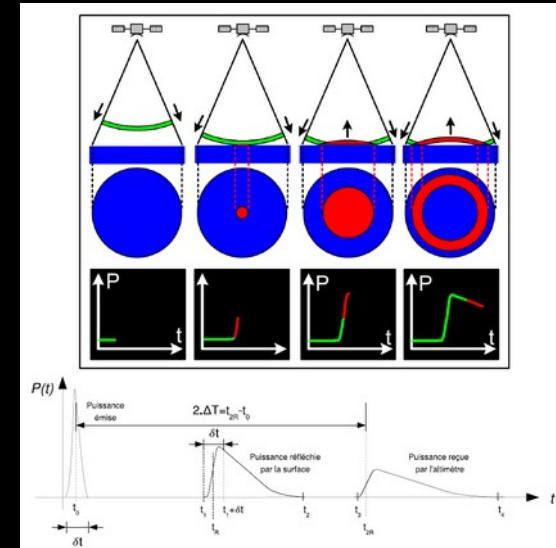 P
t
P
t
P
t
P
t
P(t)
Puissance
émise
2.ΔT=t2R-t0
δt
Puissance réfléchie
par la surface
Puissance reçue
par l'altimètre
t0
t1
t1+δt
t2
t3
t4
t
tR
t2R
δt